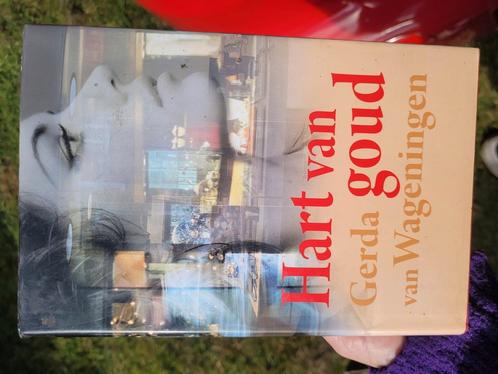 Hart van
goud
Gerda
van Wageningen